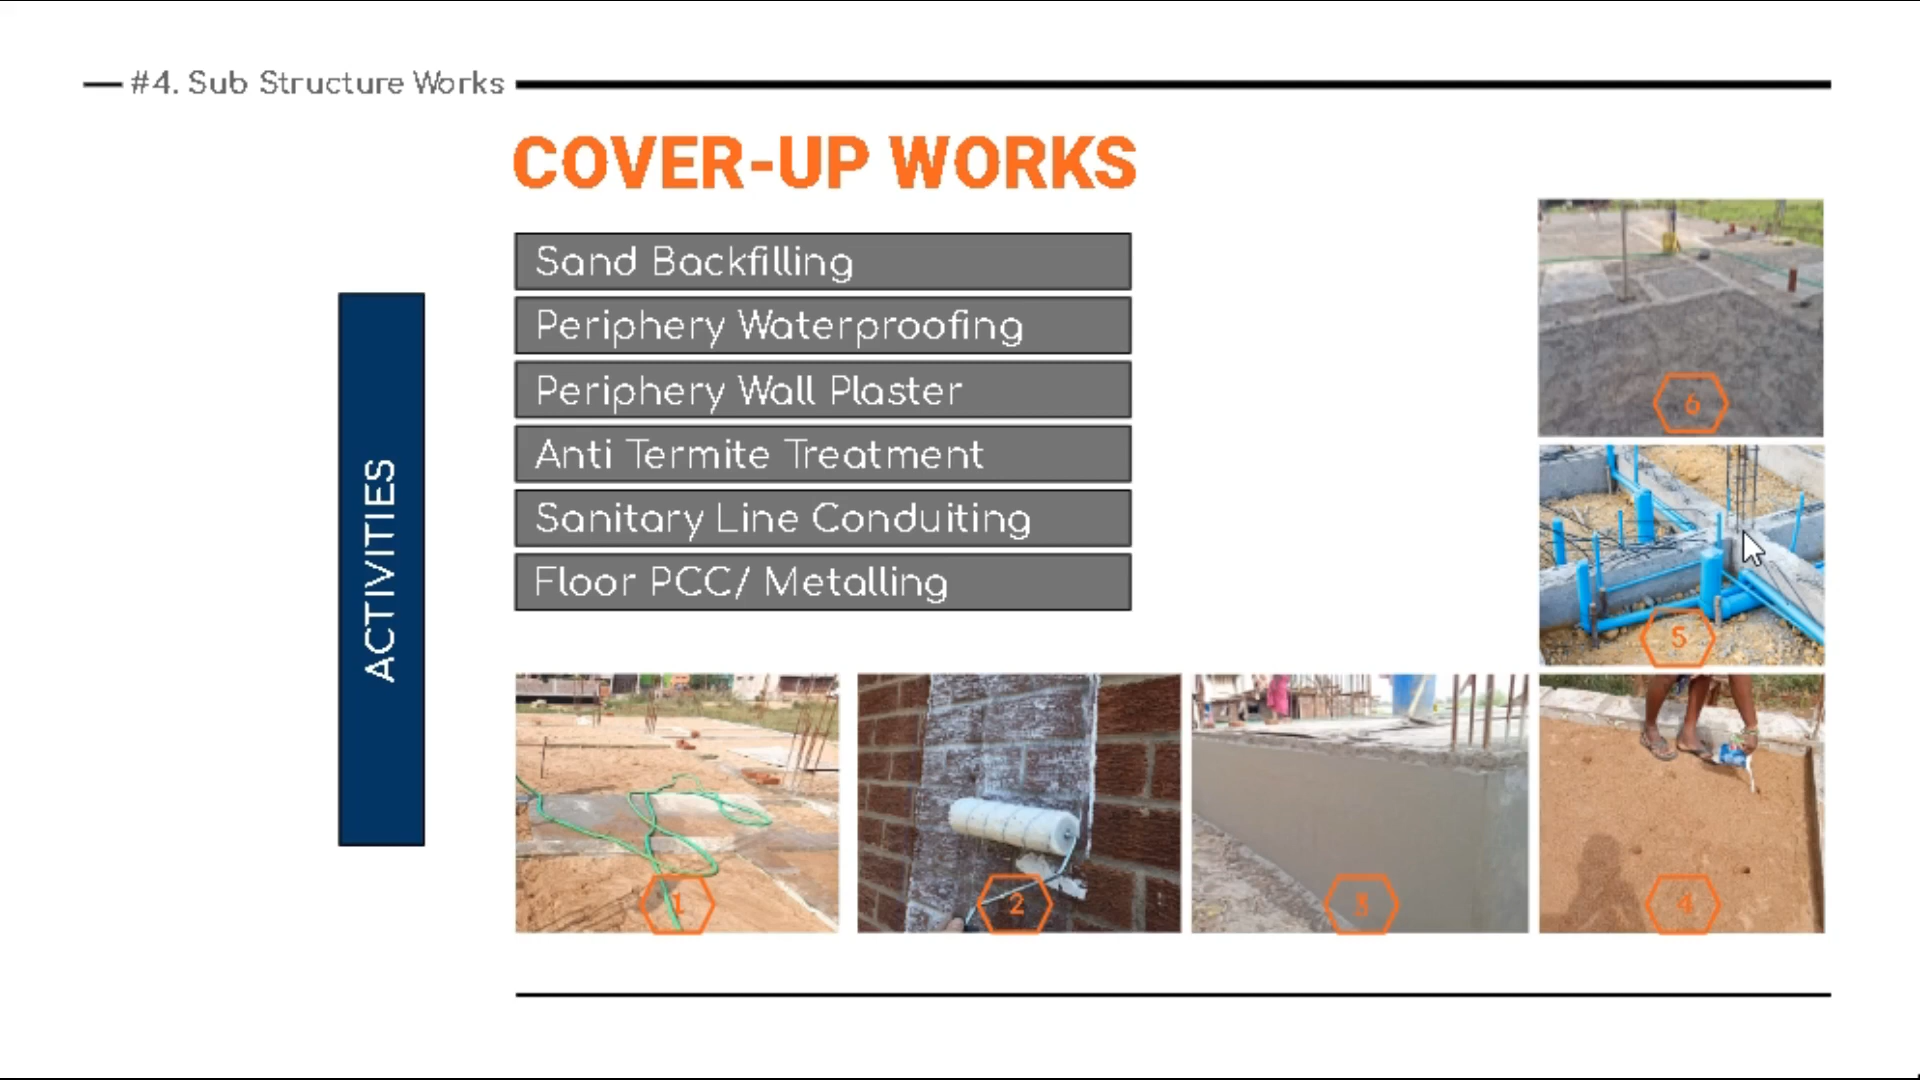 #4. Sub Structure Works
COVER-UP WORKS
ACTIVITIES
Sand Backfilling
Periphery Waterproofing
Periphery Wall Plaster
Anti Termite Treatment
Sanitary Line Conduiting
Floor PCC/ Metalling
6
5
1
2
3
4